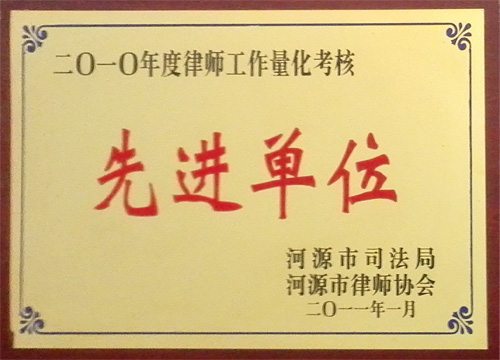 二〇一〇年度律师工作量化考核
先进单位
河源市司法局
河源市律师协会
二〇一一年一月